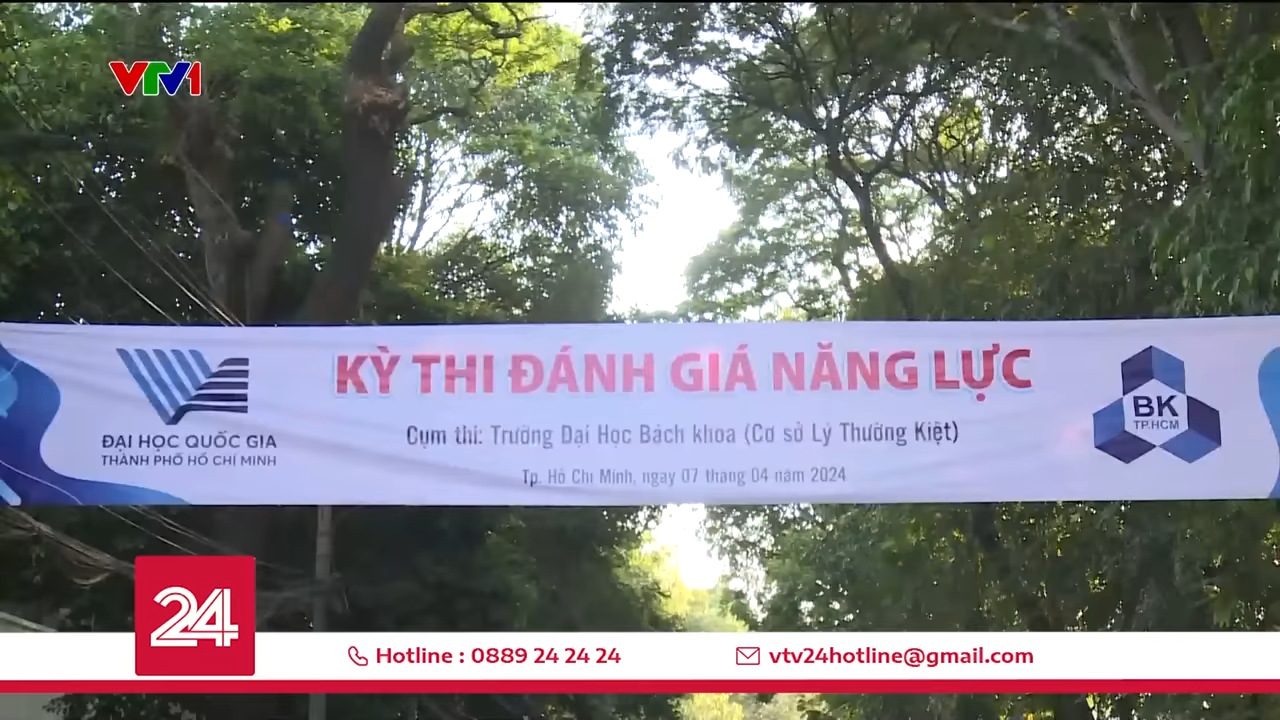 VTV1
KỲ THI ĐÁNH GIÁ NĂNG LỰC
Cụm thi: Trường Đại Học Bách khoa (Cơ sở Lý Thường Kiệt)
Tp. Hồ Chí Minh, ngày 07 tháng 04 năm 2024
ĐẠI HỌC QUỐC GIA
THÀNH PHỐ HỒ CHÍ MINH
BK
TP.HCM
24
Hotline : 0889 24 24 24
vtv24hotline@gmail.com